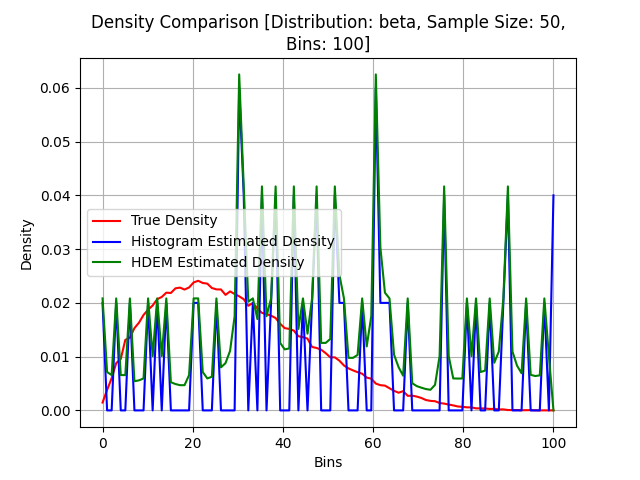 Density Comparison [Distribution: beta, Sample Size: 50,
Bins: 100]
Density
0.06
0.05
0.04
0.03
0.02
0.01
0.00
True Density
Histogram Estimated Density
HDEM Estimated Density
0 20 40 60 80 100
Bins